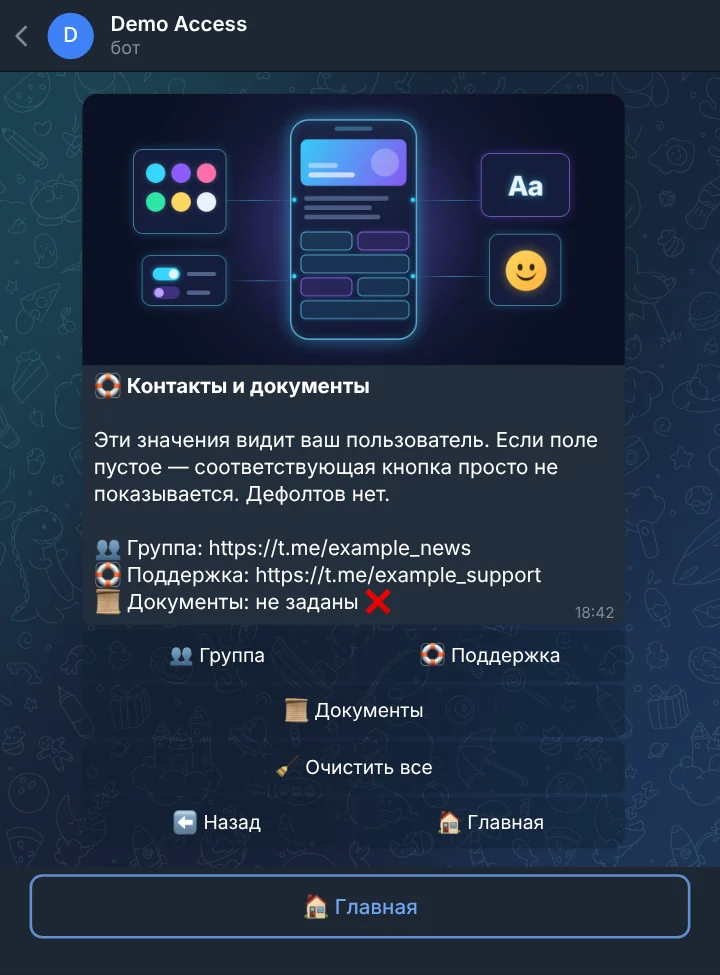 D
Demo Access
бот
Aa
🛟 Контакты и документы
Эти значения видит ваш пользователь. Если поле
пустое — соответствующая кнопка просто не
показывается. Дефолтов нет.
👥 Группа: https://t.me/example_news
🛟 Поддержка: https://t.me/example_support
📜 Документы: не заданы ❌
18:42
👥 Группа
🛟 Поддержка
📜 Документы
🧹 Очистить все
⬅️ Назад
🏠 Главная
🏠 Главная